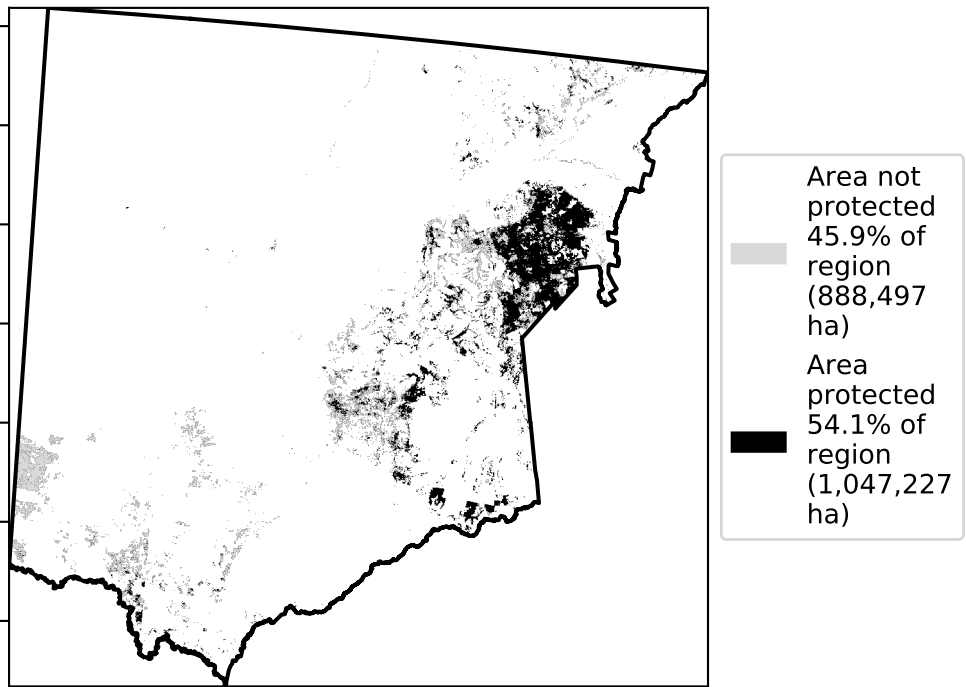 Area not
protected
45.9% of
region
(888,497
ha)
Area
protected
54.1% of
region
(1,047,227
ha)